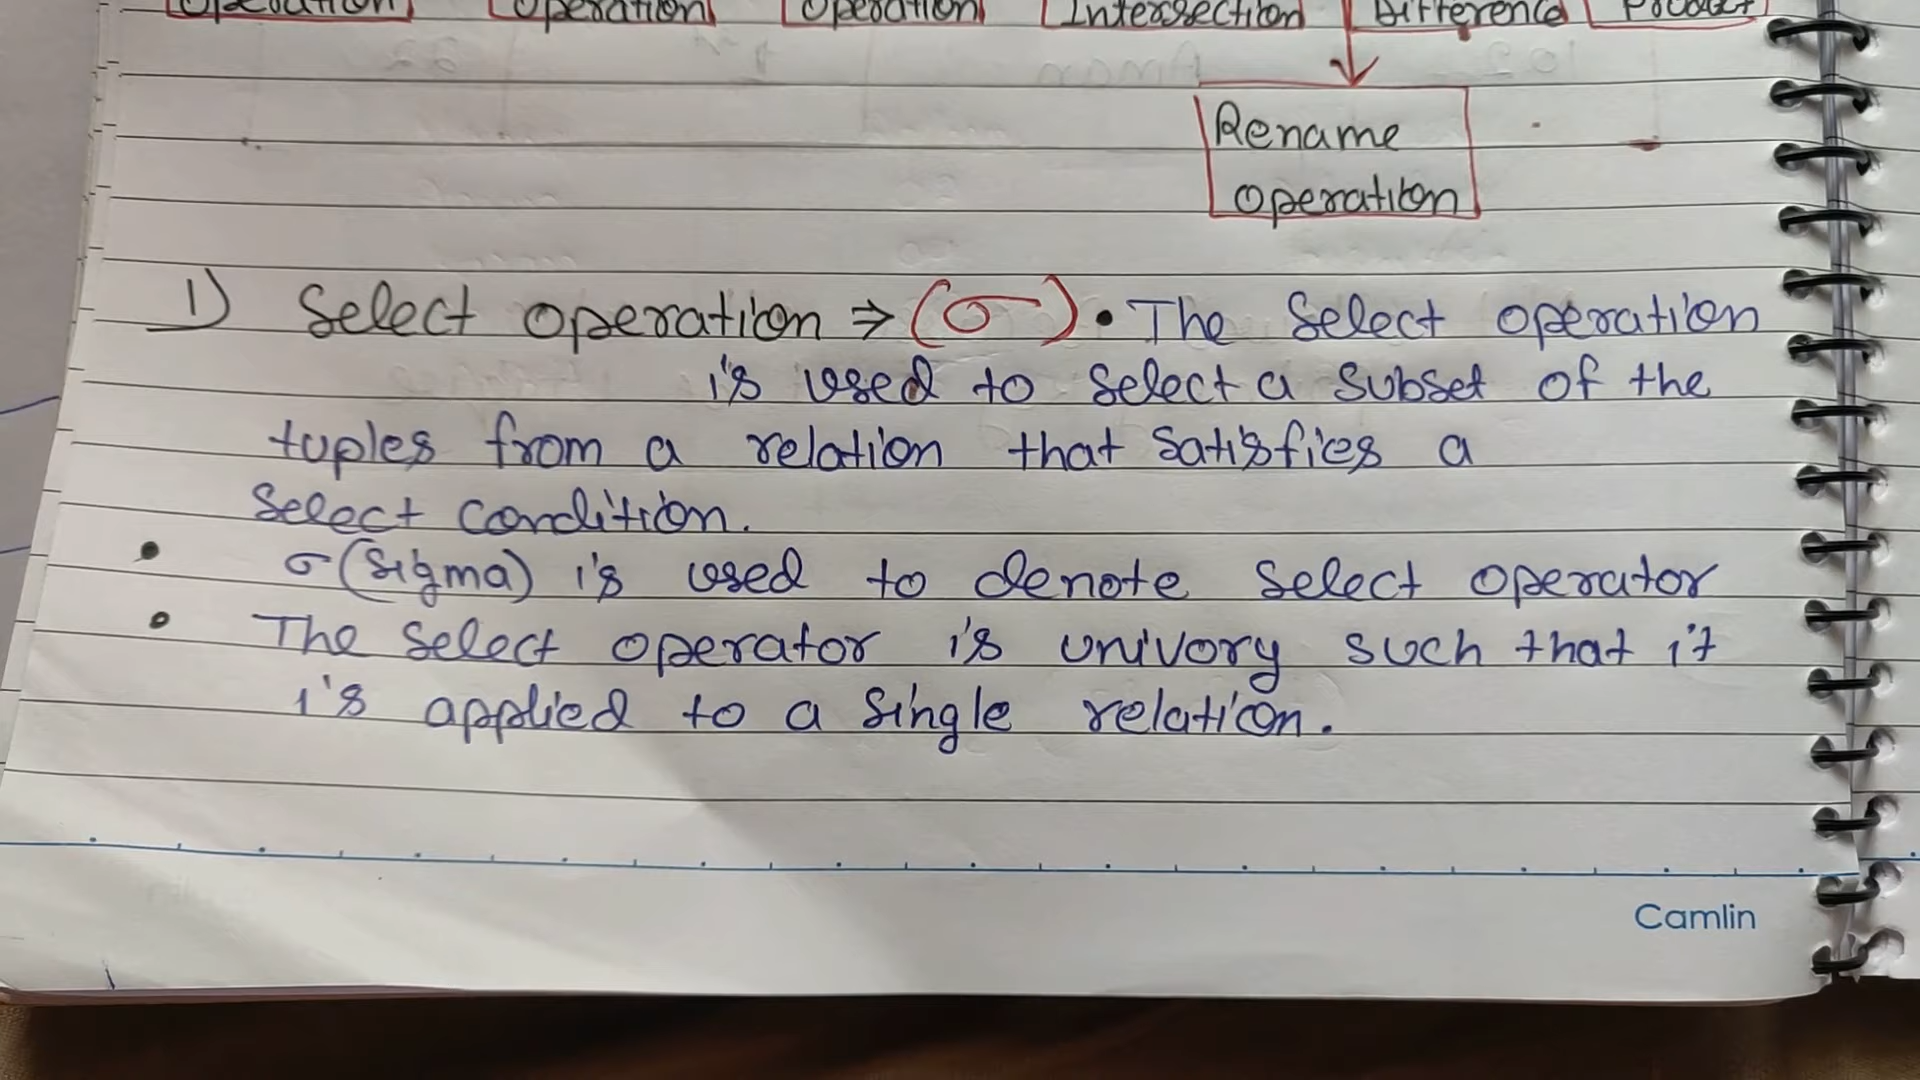 Operation Operation Operation Intersection Difference Product
Rename
operation
1) Select operation ⇒ (σ) • The Select operation
is used to select a subset of the
tuples from a relation that satisfies a
Select condition.
• σ (sigma) is used to denote select operator
• The select operator is univory such that it
is applied to a single relation.
Camlin